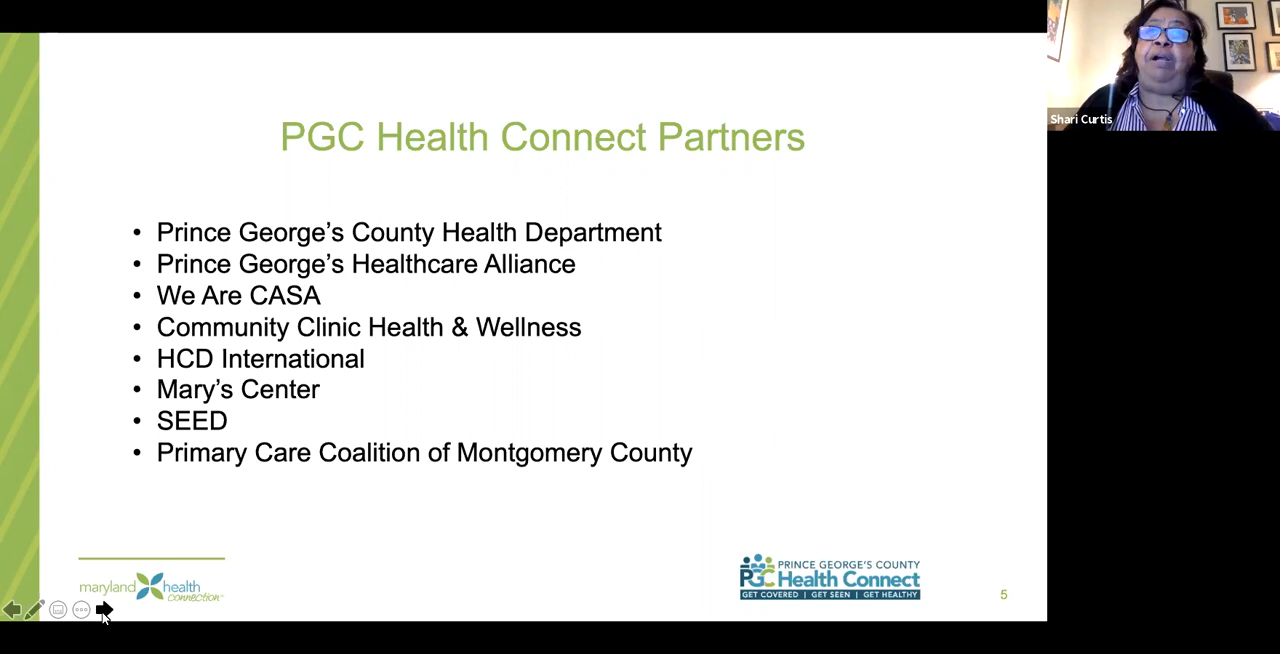 PGC Health Connect Partners
Shari Curtis
• Prince George’s County Health Department
• Prince George’s Healthcare Alliance
• We Are CASA
• Community Clinic Health & Wellness
• HCD International
• Mary’s Center
• SEED
• Primary Care Coalition of Montgomery County
maryland health
connection
PRINCE GEORGE'S COUNTY
PGC Health Connect
GET COVERED | GET SEEN | GET HEALTHY
5